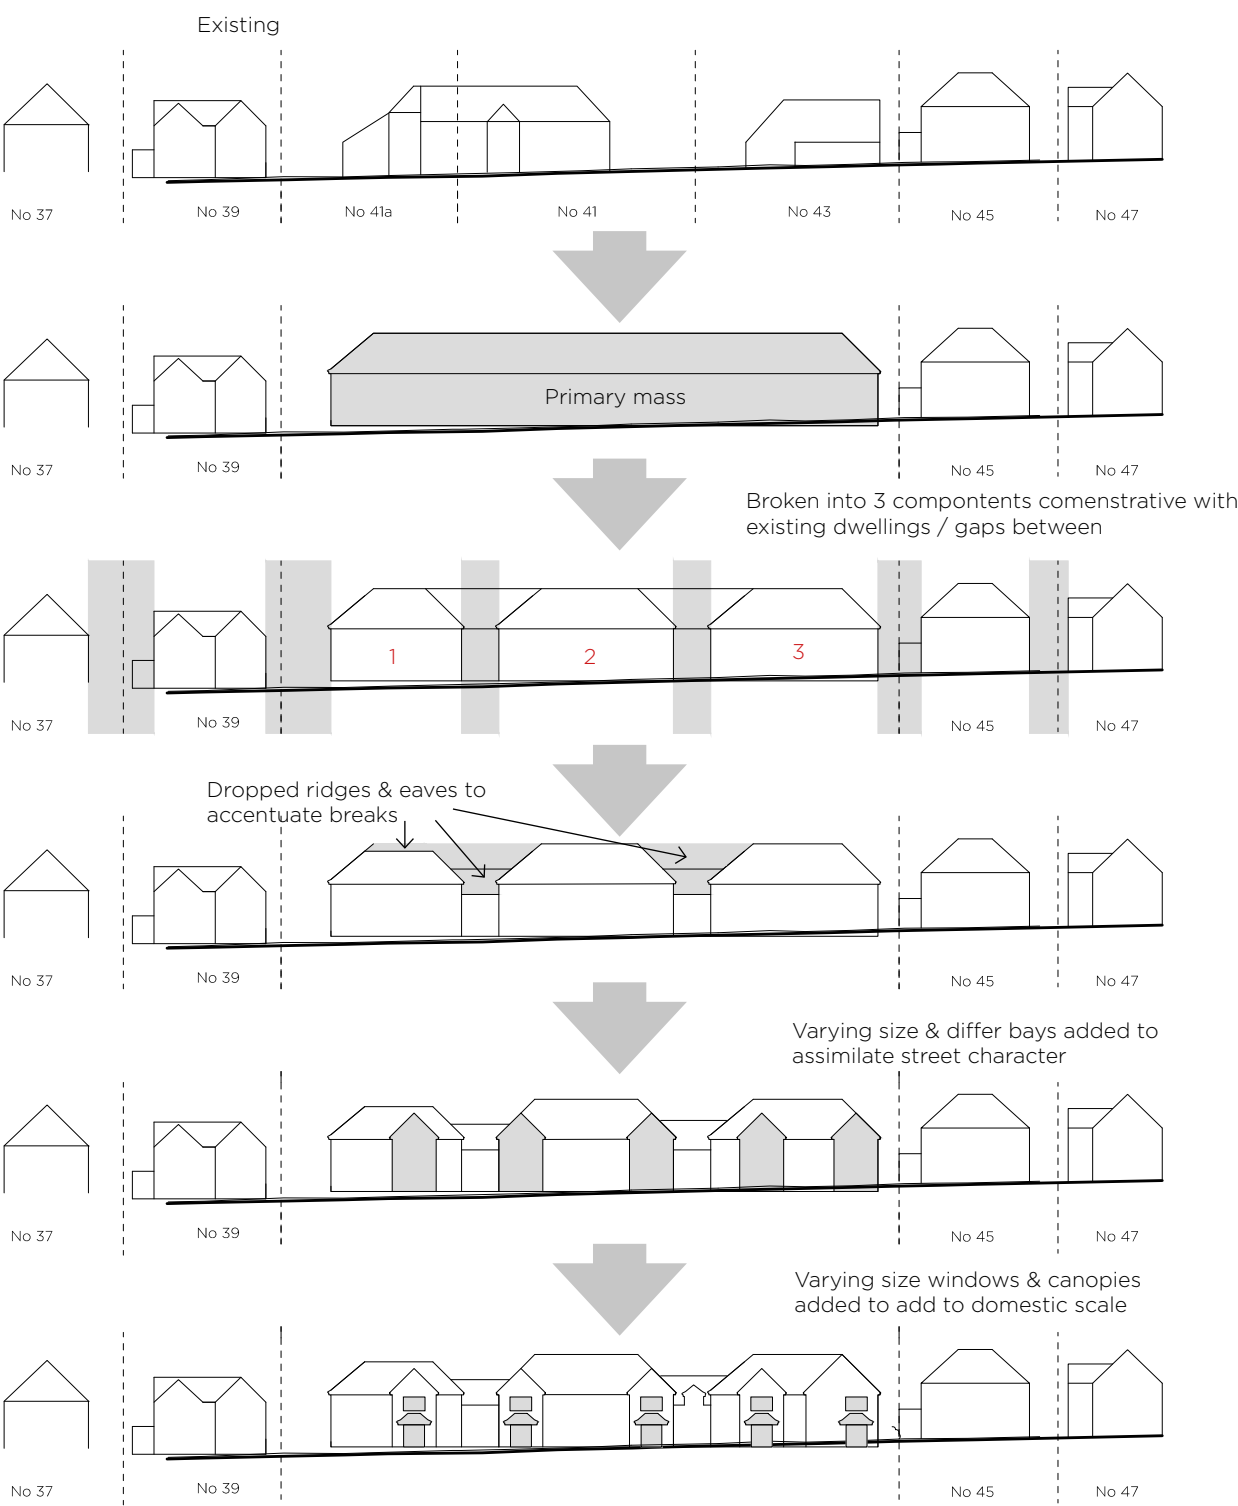 Existing
No 37
No 39
No 41a
No 41
No 43
No 45
No 47
Primary mass
No 37
No 39
No 45
No 47
Broken into 3 compontents comenstrative with
existing dwellings / gaps between
1
2
3
No 37
No 39
No 45
No 47
Dropped ridges & eaves to
accentuate breaks
No 37
No 39
No 45
No 47
Varying size & differ bays added to
assimilate street character
No 37
No 39
No 45
No 47
Varying size windows & canopies
added to add to domestic scale
No 37
No 39
No 45
No 47